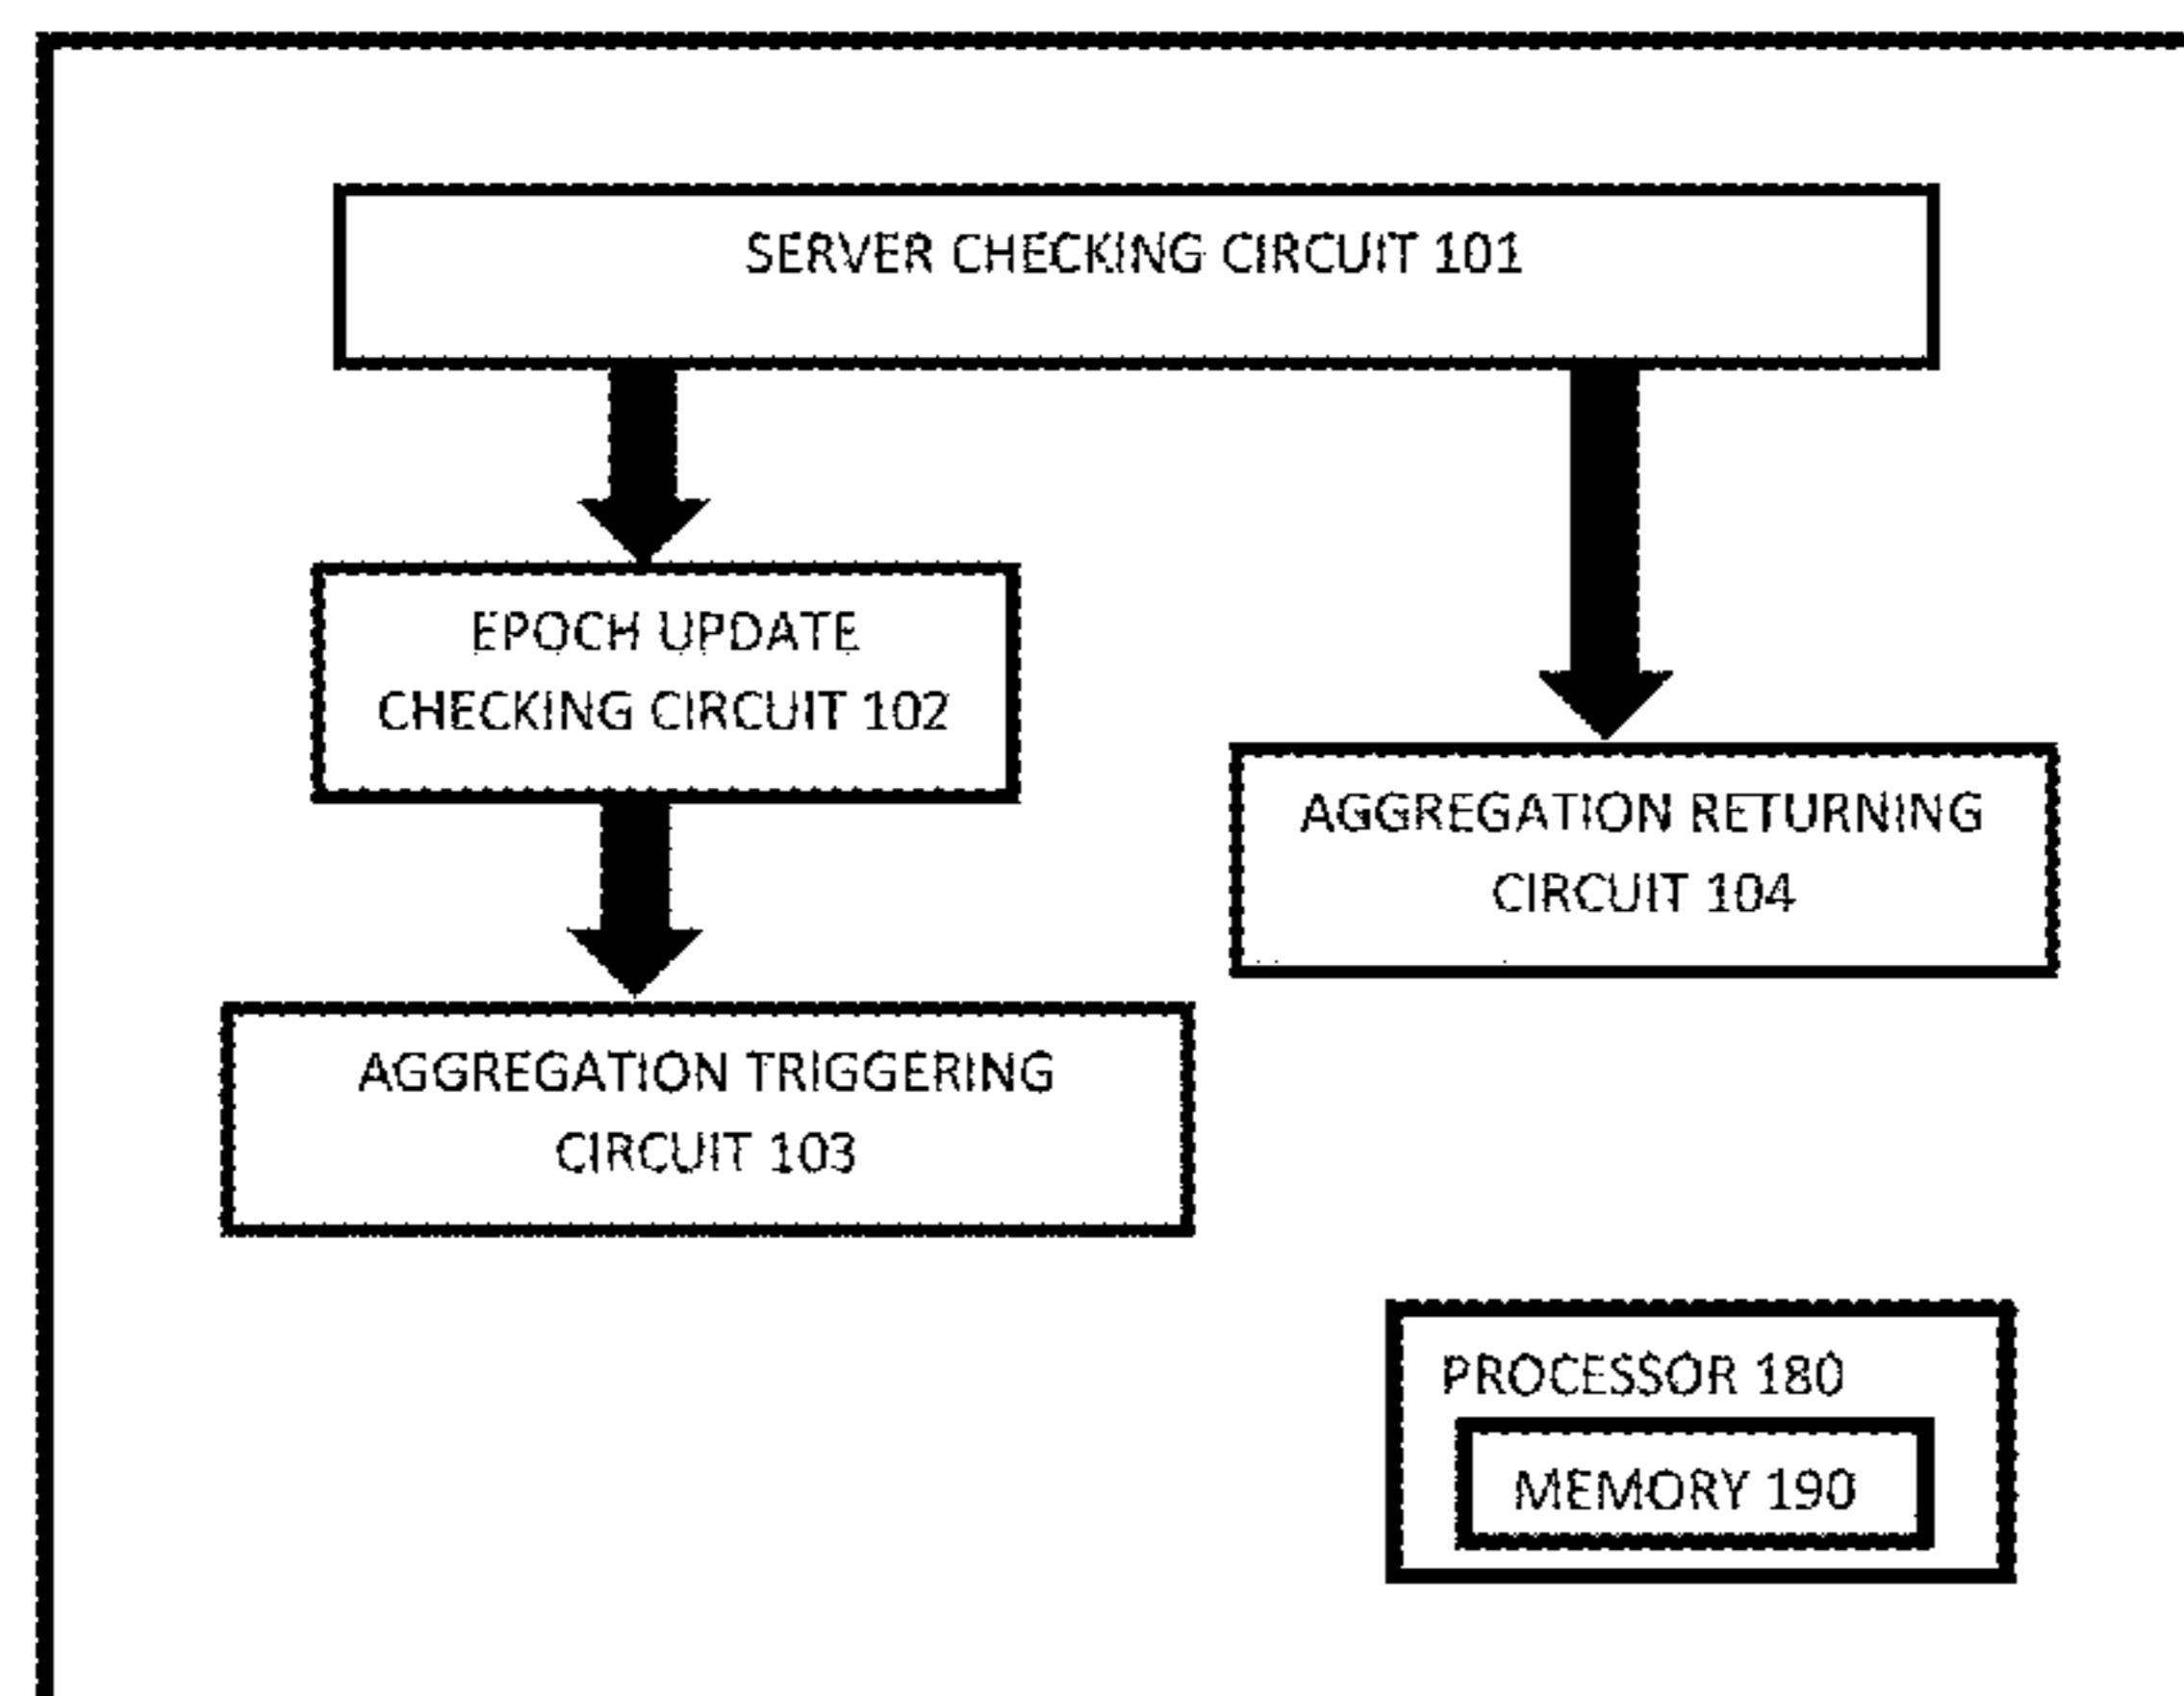 SERVER CHECKING CIRCUIT 101
EPOCH UPDATE
CHECKING CIRCUIT 102
AGGREGATION RETURNING
CIRCUIT 104
AGGREGATION TRIGGERING
CIRCUIT 103
PROCESSOR 180
MEMORY 190